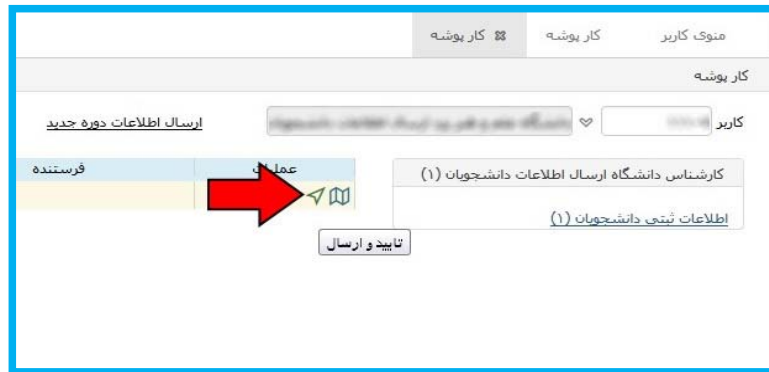 منوی کاربر کار پوشه کار پوشه
کار پوشه
کاربر ارسال اطلاعات دوره جدید
کارشناس دانشگاه ارسال اطلاعات دانشجویان (۱)
اطلاعات ثبتی دانشجویان (۱)
عملیات فرستنده
تایید و ارسال